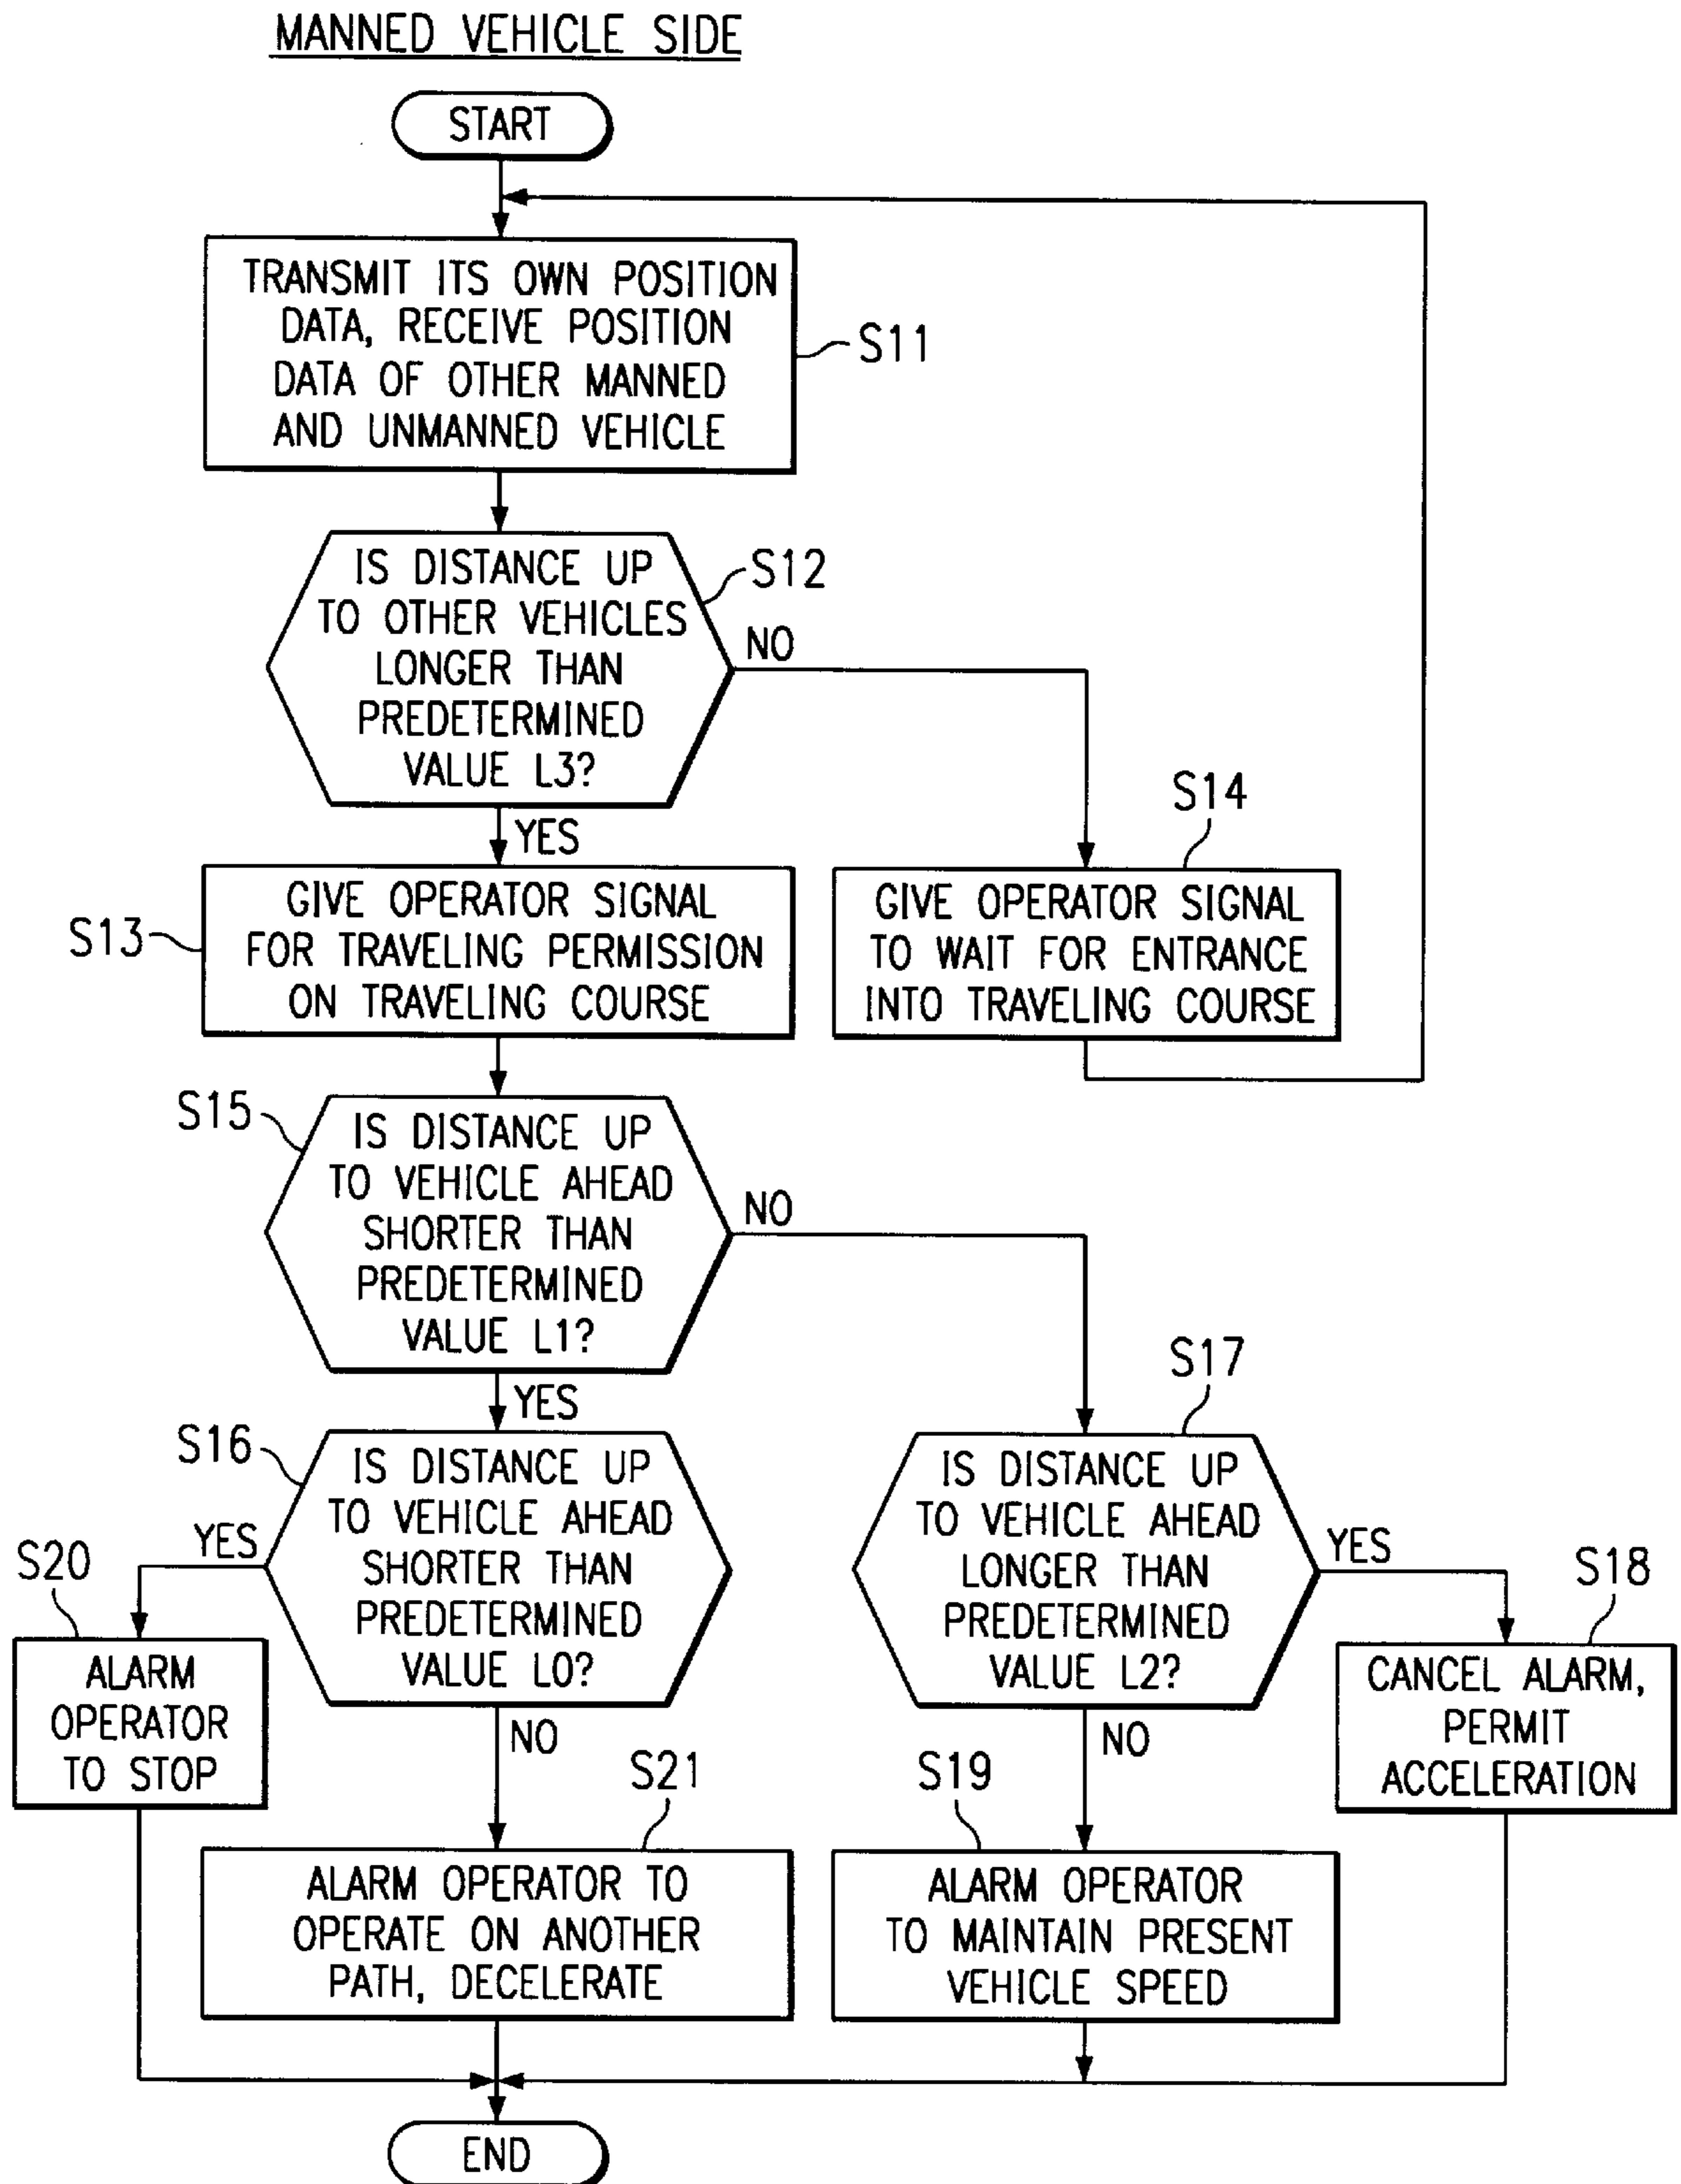 MANNED VEHICLE SIDE
START
TRANSMIT ITS OWN POSITION
DATA, RECEIVE POSITION
DATA OF OTHER MANNED
AND UNMANNED VEHICLE
S11
IS DISTANCE UP
TO OTHER VEHICLES
LONGER THAN
PREDETERMINED
VALUE L3?
S12
NO
YES
S14
S13
GIVE OPERATOR SIGNAL
FOR TRAVELING PERMISSION
ON TRAVELING COURSE
GIVE OPERATOR SIGNAL
TO WAIT FOR ENTRANCE
INTO TRAVELING COURSE
S15
IS DISTANCE UP
TO VEHICLE AHEAD
SHORTER THAN
PREDETERMINED
VALUE L1?
NO
YES
S16
IS DISTANCE UP
TO VEHICLE AHEAD
SHORTER THAN
PREDETERMINED
VALUE L0?
YES
NO
S17
IS DISTANCE UP
TO VEHICLE AHEAD
LONGER THAN
PREDETERMINED
VALUE L2?
YES
NO
S20
ALARM
OPERATOR
TO STOP
S18
CANCEL ALARM,
PERMIT
ACCELERATION
S21
ALARM OPERATOR TO
OPERATE ON ANOTHER
PATH, DECELERATE
S19
ALARM OPERATOR
TO MAINTAIN PRESENT
VEHICLE SPEED
END